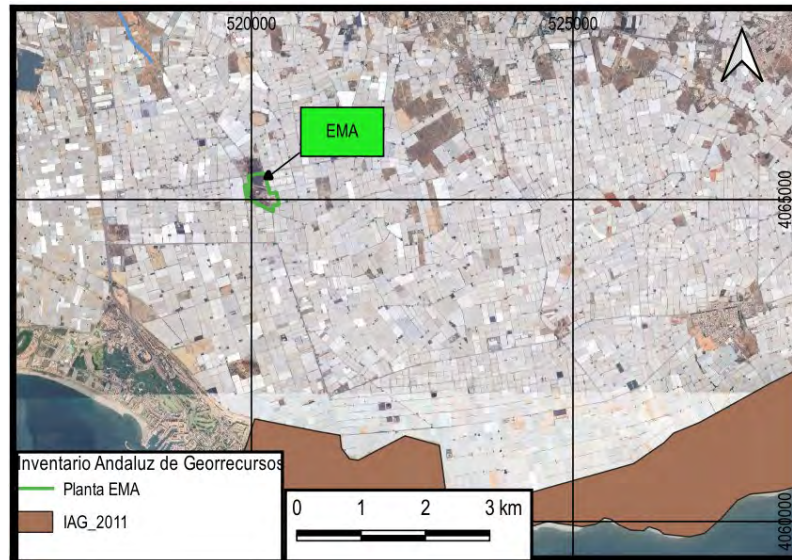 520000
525000
EMA
4065000
Inventario Andaluz de Georrecursos
Planta EMA
IAG_2011
0 1 2 3 km
4060000